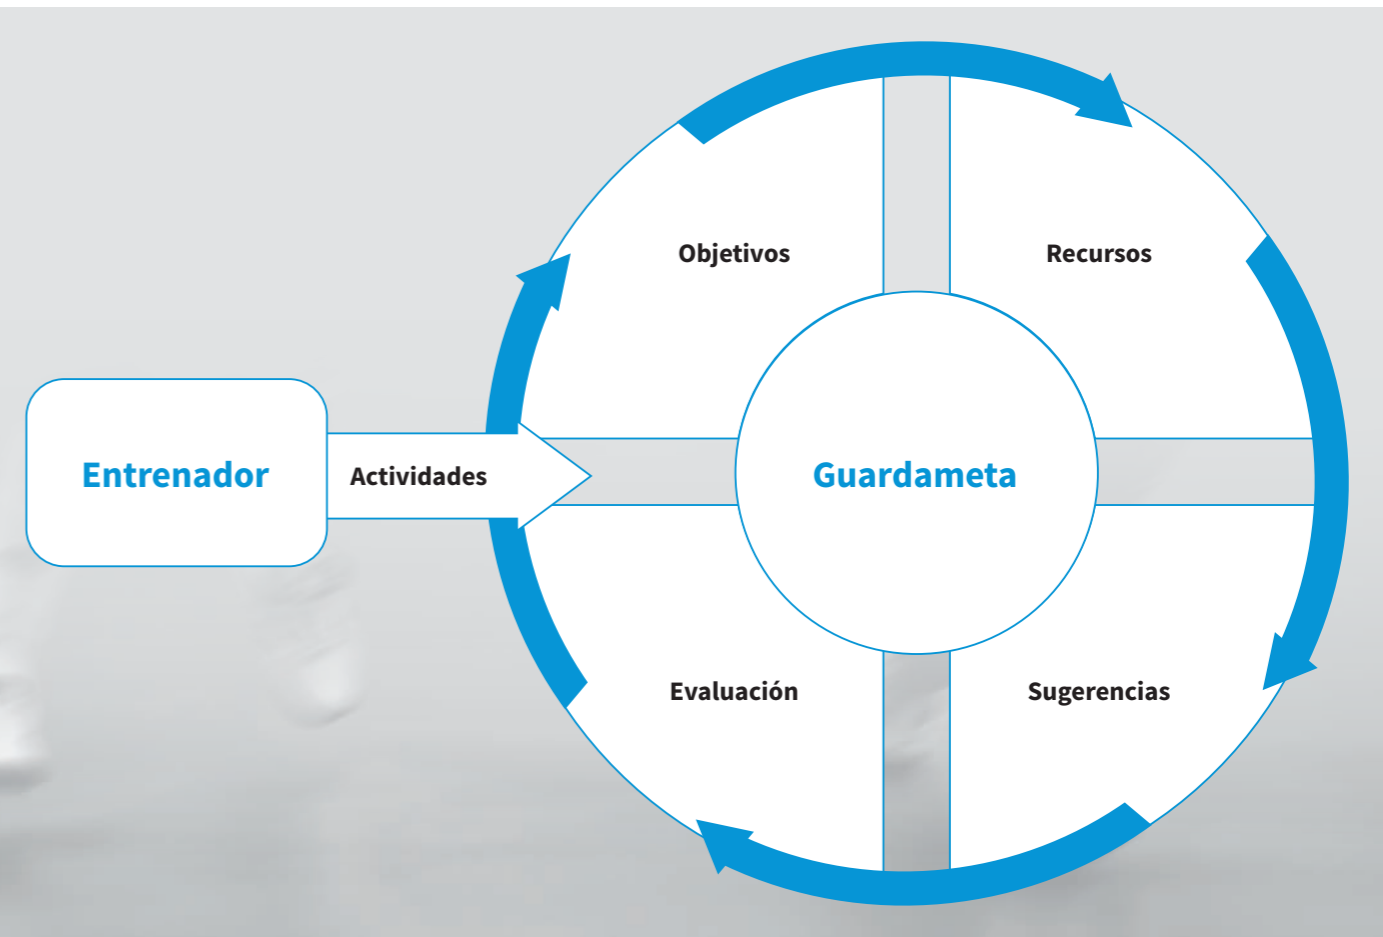 Objetivos
Recursos
Entrenador
Actividades
Guardameta
Evaluación
Sugerencias